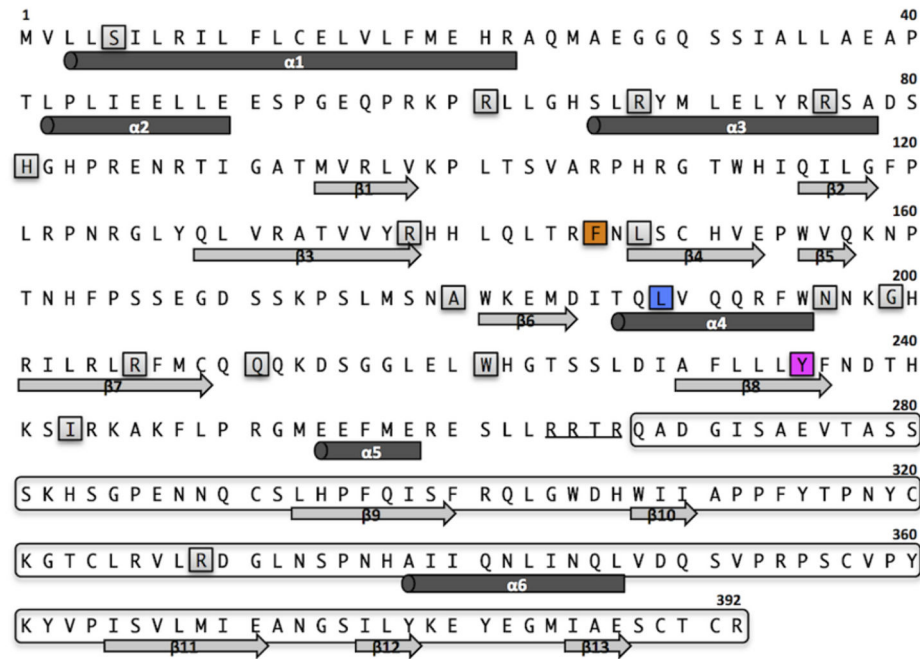 1 40
M V L L S I L R I L F L C E L V L F M E H R A Q M A E G G Q S S I A L L A E A P
α1
80
T L P L I E E L L E E S P G E Q P R K P R L L G H S L R Y M L E L Y R R S A D S
α2 α3
120
H G H P R E N R T I G A T M V R L V K P L T S V A R P H R G T W H I Q I L G F P
β1 β2
160
L R P N R G L Y Q L V R A T V V Y R H H L Q L T R F N L S C H V E P W V Q K N P
β3 β4 β5
200
T N H F P S S E G D S S K P S L M S N A W K E M D I T Q L V Q Q R F W N N K G H
β6 α4
240
R I L R L R F M C Q Q Q K D S G G L E L W H G T S S L D I A F L L L Y F N D T H
β7 β8
280
K S I R K A K F L P R G M E E F M E R E S L L R R T R Q A D G I S A E V T A S S
α5
320
S K H S G P E N N Q C S L H P F Q I S F R Q L G W D H W I I A P P F Y T P N Y C
β9 β10
360
K G T C L R V L R D G L N S P N H A I I Q N L I N Q L V D Q S V P R P S C V P Y
α6
392
K Y V P I S V L M I E A N G S I L Y K E Y E G M I A E S C T C R
β11 β12 β13